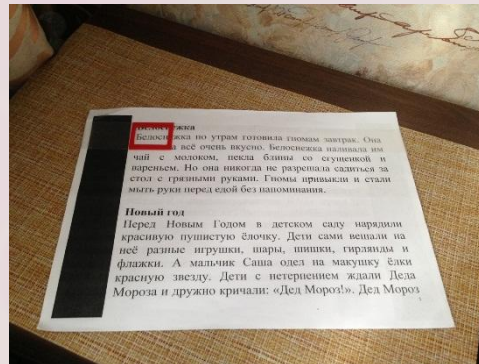 Белоснежка
Белоснежка по утрам готовила гномам завтрак. Она
всё очень вкусно. Белоснежка наливала им
чай с молоком, пекла блины со сгущенкой и
вареньем. Но она никогда не разрешала садиться за
стол с грязными руками. Гномы привыкли и стали
мыть руки перед едой без напоминания.
Новый год
Перед Новым Годом в детском саду нарядили
красивую пушистую ёлочку. Дети сами вешали на
неё разные игрушки, шары, шишки, гирлянды и
флажки. А мальчик Саша одел на макушку ёлки
красную звезду. Дети с нетерпением ждали Деда
Мороза и дружно кричали: «Дед Мороз!». Дед Мороз